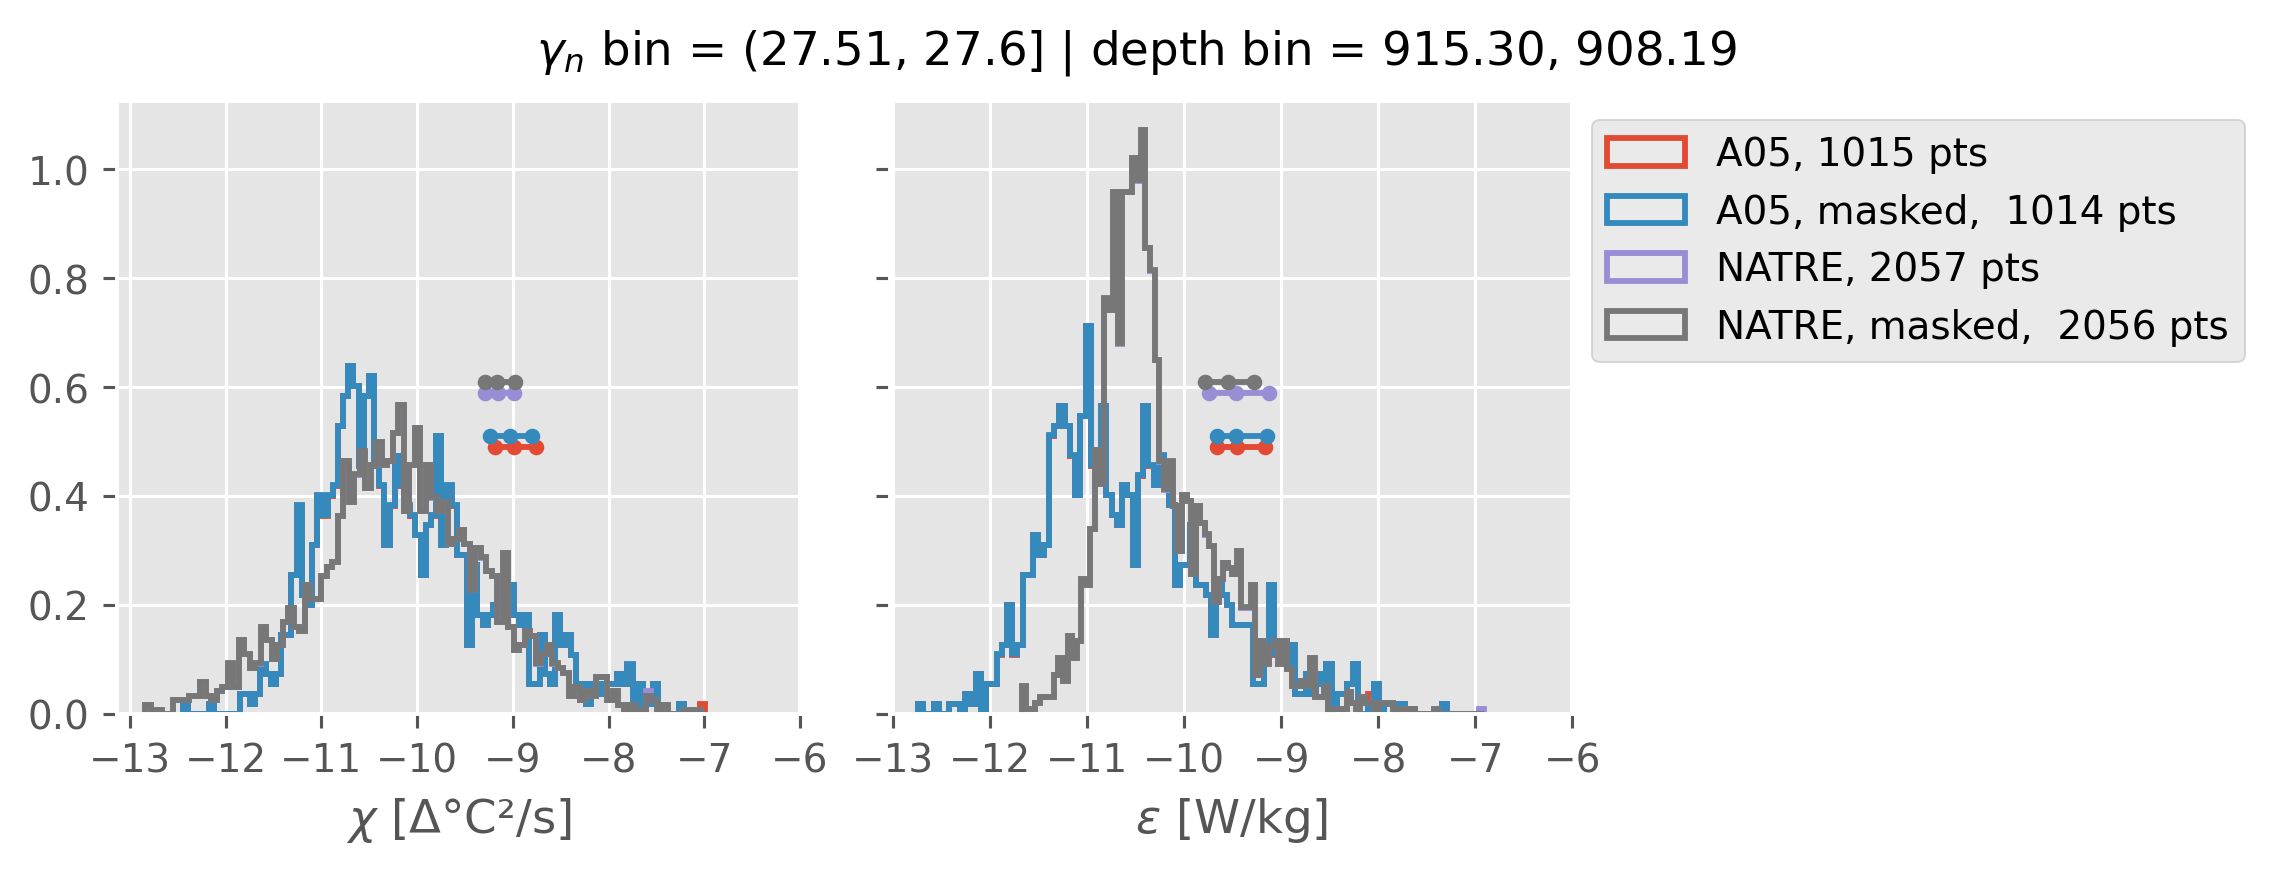 γn bin = (27.51, 27.6] | depth bin = 915.30, 908.19
1.0
0.8
0.6
0.4
0.2
0.0
−13 −12 −11 −10 −9 −8 −7 −6
χ [Δ°C²/s]
−13 −12 −11 −10 −9 −8 −7 −6
ε [W/kg]
A05, 1015 pts
A05, masked,  1014 pts
NATRE, 2057 pts
NATRE, masked,  2056 pts